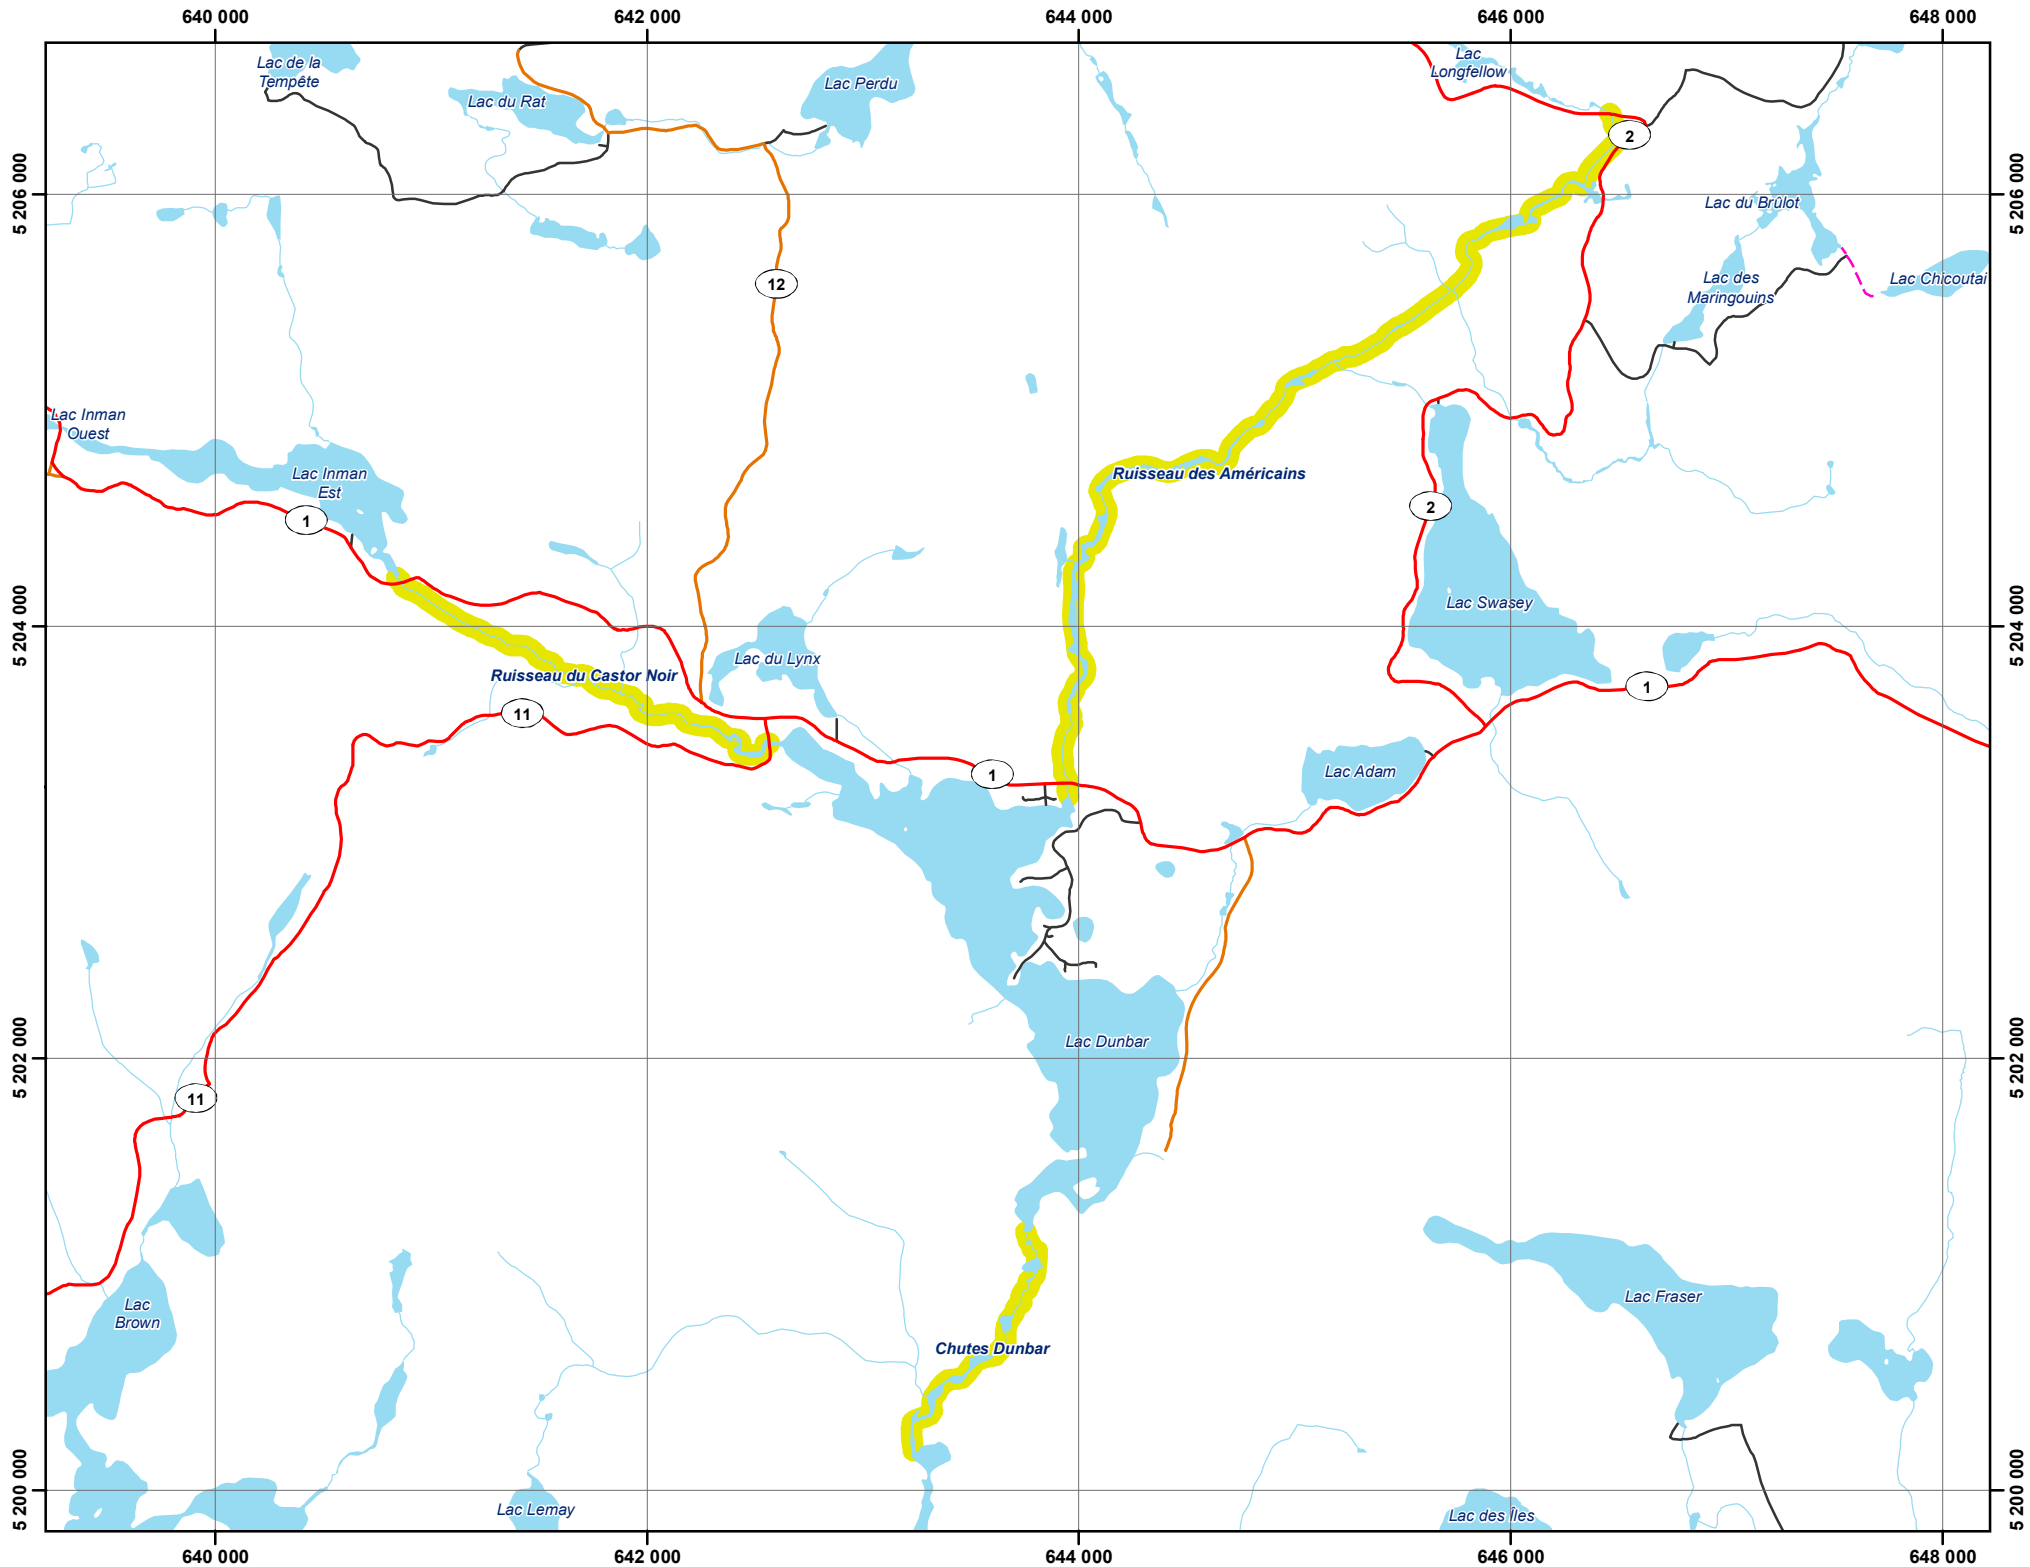 640 000
642 000
644 000
646 000
648 000
Lac de la
Tempête
Lac du Rat
Lac Perdu
Lac
Longfellow
2
5 206 000
5 206 000
Lac du Brûlot
12
Lac des
Maringouins
Lac Chicoutai
Lac Inman
Ouest
Lac Inman
Est
Ruisseau des Américains
1
2
5 204 000
5 204 000
Lac Swasey
Lac du Lynx
Ruisseau du Castor Noir
1
11
1
Lac Adam
5 202 000
5 202 000
Lac Dunbar
11
Lac
Brown
Lac Fraser
Chutes Dunbar
5 200 000
5 200 000
Lac Lemay
Lac des Îles
640 000
642 000
644 000
646 000
648 000